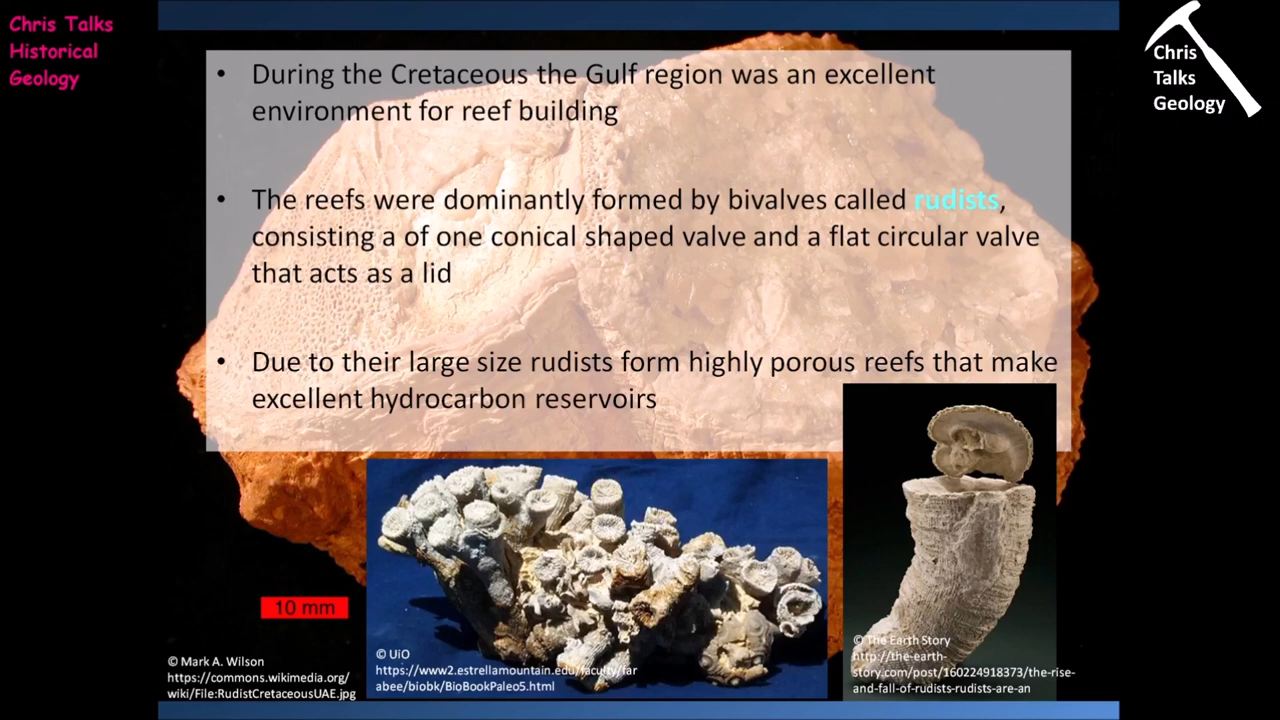 Chris Talks
Historical
Geology
Chris
Talks
Geology
• During the Cretaceous the Gulf region was an excellent
environment for reef building
• The reefs were dominantly formed by bivalves called rudists,
consisting a of one conical shaped valve and a flat circular valve
that acts as a lid
• Due to their large size rudists form highly porous reefs that make
excellent hydrocarbon reservoirs
10 mm
© Mark A. Wilson
https://commons.wikimedia.org/
wiki/File:RudistCretaceousUAE.jpg
© UiO
https://www2.estrellamountain.edu/faculty/far
abee/biobk/BioBookPaleo5.html
© The Earth Story
http://the-earth-
story.com/post/160224918373/the-rise-
and-fall-of-rudists-rudists-are-an